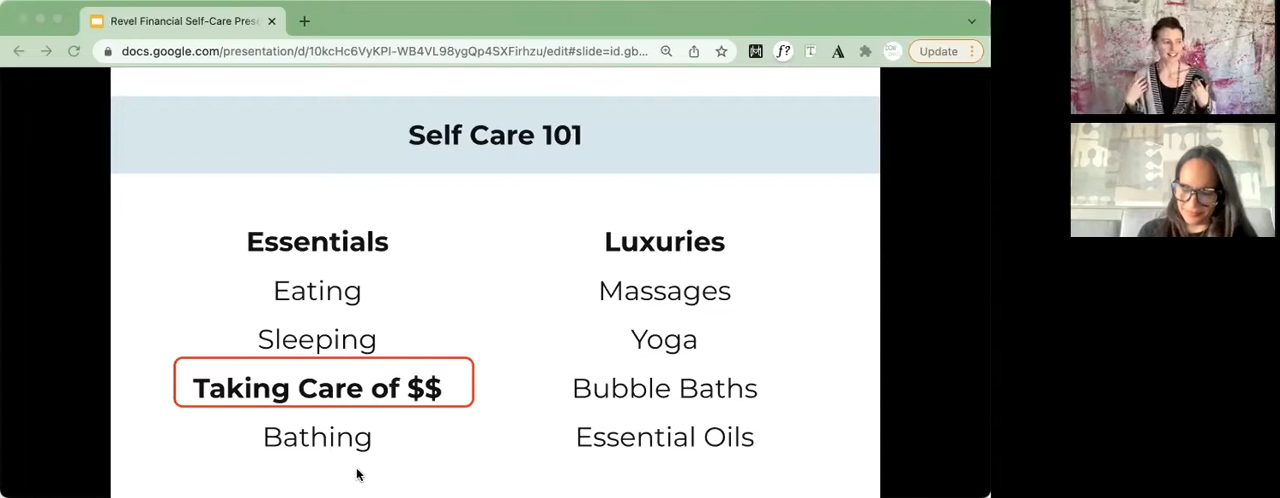 Revel Financial Self-Care Pres
docs.google.com/presentation/d/10kcHc6VyKPI-WB4VL98ygQp4SXFirhzu/edit#slide=id.gb...
f?
T
A
Update
Self Care 101
Essentials
Luxuries
Eating
Massages
Sleeping
Yoga
Taking Care of $$
Bubble Baths
Bathing
Essential Oils